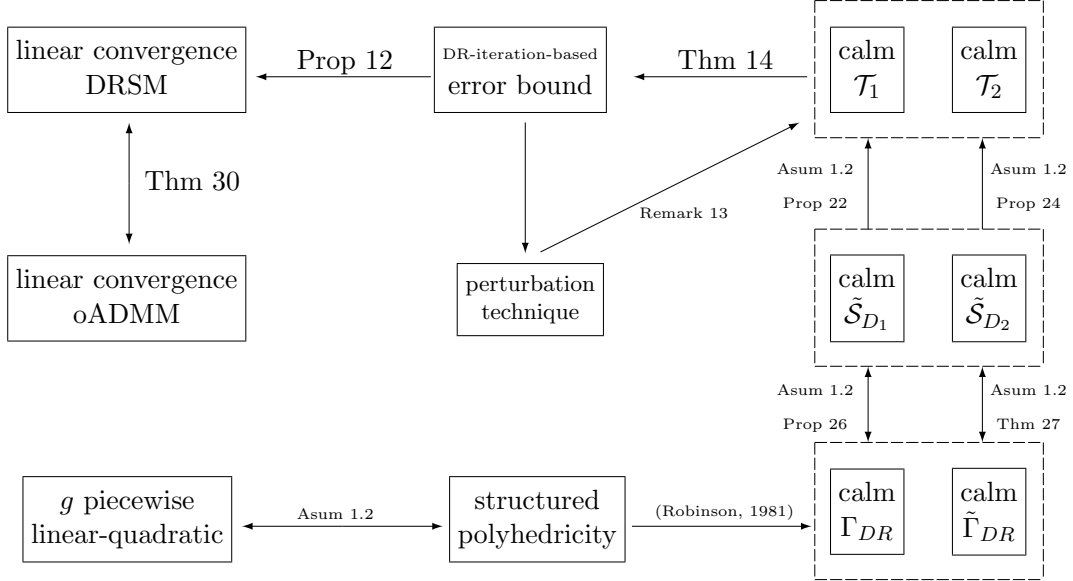 linear convergence
DRSM
Prop 12
DR-iteration-based
error bound
Thm 14
calm
𝒯₁
calm
𝒯₂
Thm 30
Remark 13
Asum 1.2
Prop 22
Asum 1.2
Prop 24
linear convergence
oADMM
perturbation
technique
calm
𝒮̃_{D₁}
calm
𝒮̃_{D₂}
Asum 1.2
Prop 26
Asum 1.2
Thm 27
g piecewise
linear-quadratic
Asum 1.2
structured
polyhedricity
(Robinson, 1981)
calm
Γ_{DR}
calm
Γ̃_{DR}